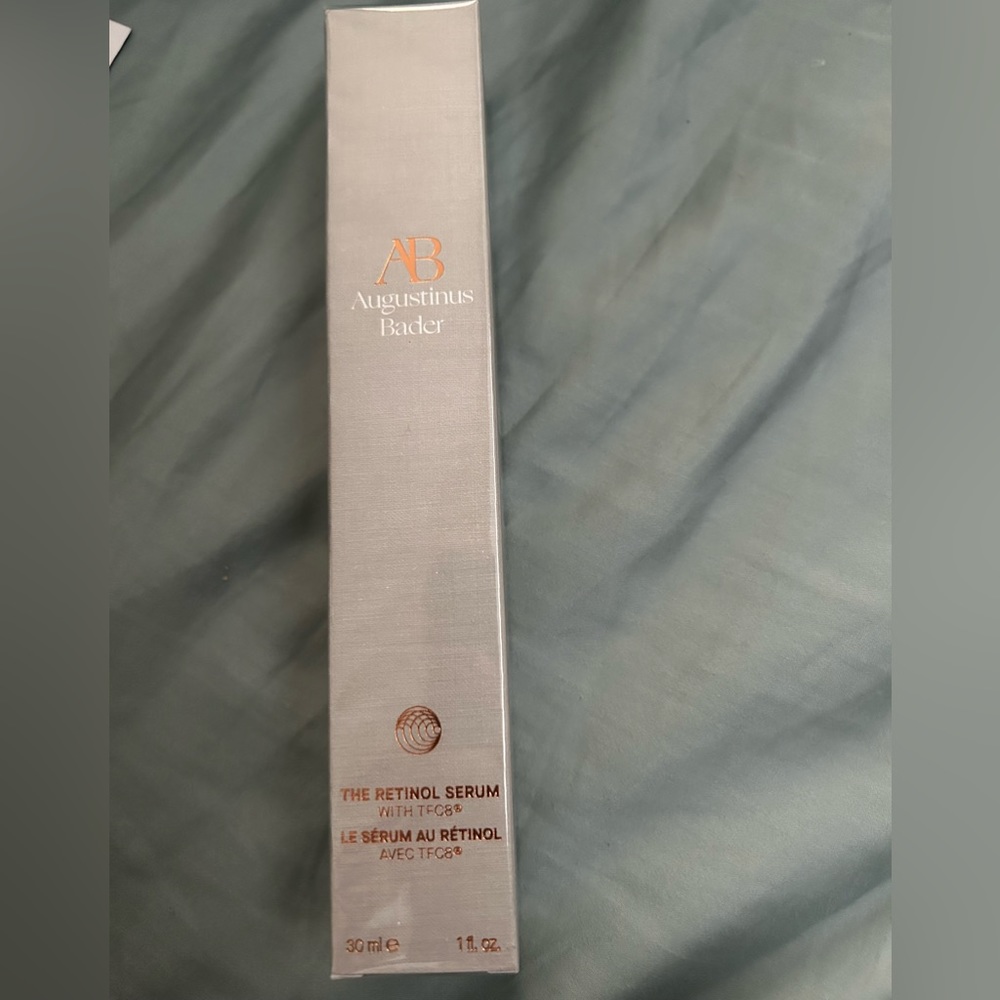 AB
Augustinus
Bader
THE RETINOL SERUM
WITH TFC8®
LE SÉRUM AU RÉTINOL
AVEC TFC8®
30 ml e 1 fl. oz.